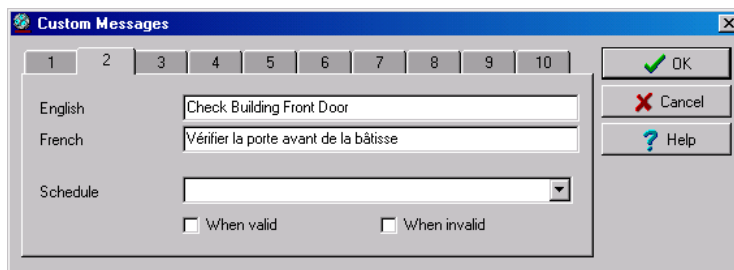 Custom Messages
1 2 3 4 5 6 7 8 9 10
OK
English Check Building Front Door
Cancel
French Vérifier la porte avant de la bâtisse
Help
Schedule
When valid When invalid